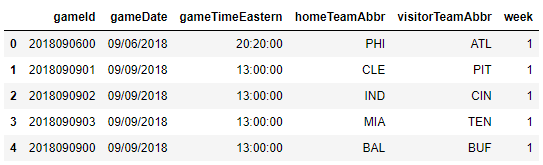 gameId gameDate gameTimeEastern homeTeamAbbr visitorTeamAbbr week
0 2018090600 09/06/2018 20:20:00 PHI ATL 1
1 2018090901 09/09/2018 13:00:00 CLE PIT 1
2 2018090902 09/09/2018 13:00:00 IND CIN 1
3 2018090903 09/09/2018 13:00:00 MIA TEN 1
4 2018090900 09/09/2018 13:00:00 BAL BUF 1